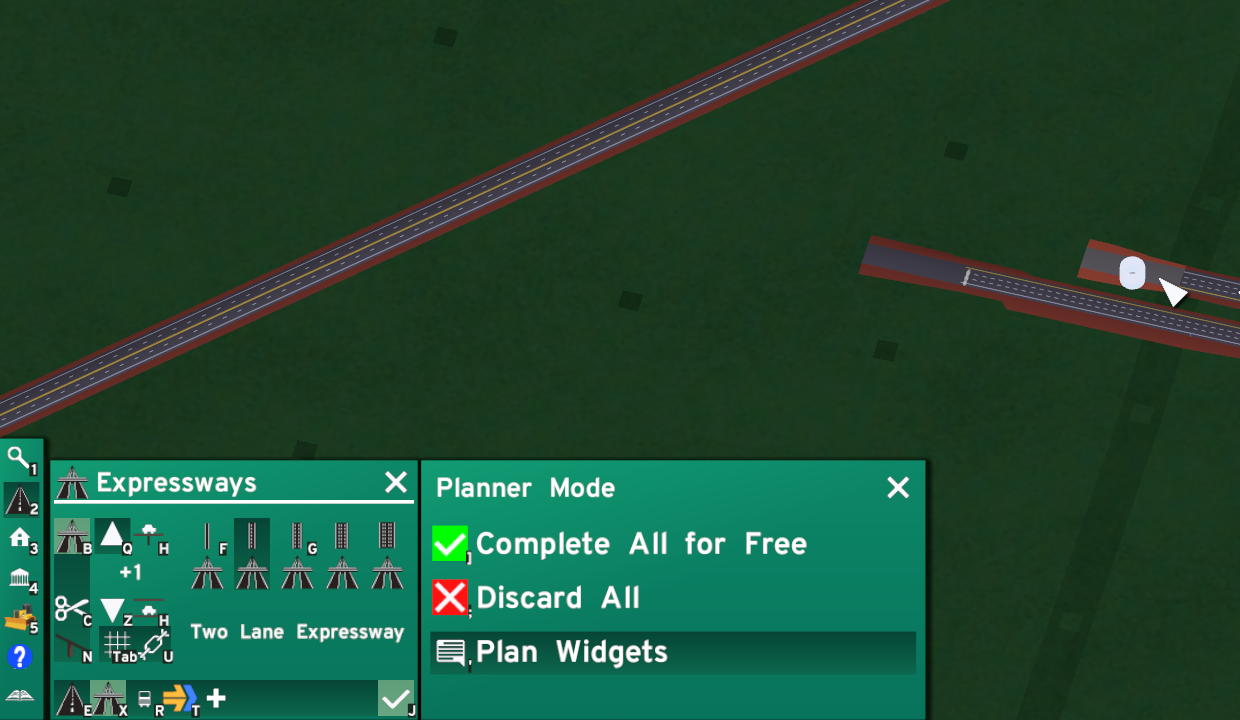 1
2
3
4
5
Expressways
B
Q
H
+1
C
Z
H
N
Tab
U
F
G
Two Lane Expressway
E
X
R
T
J
Planner Mode
Complete All for Free
]
Discard All
;
Plan Widgets